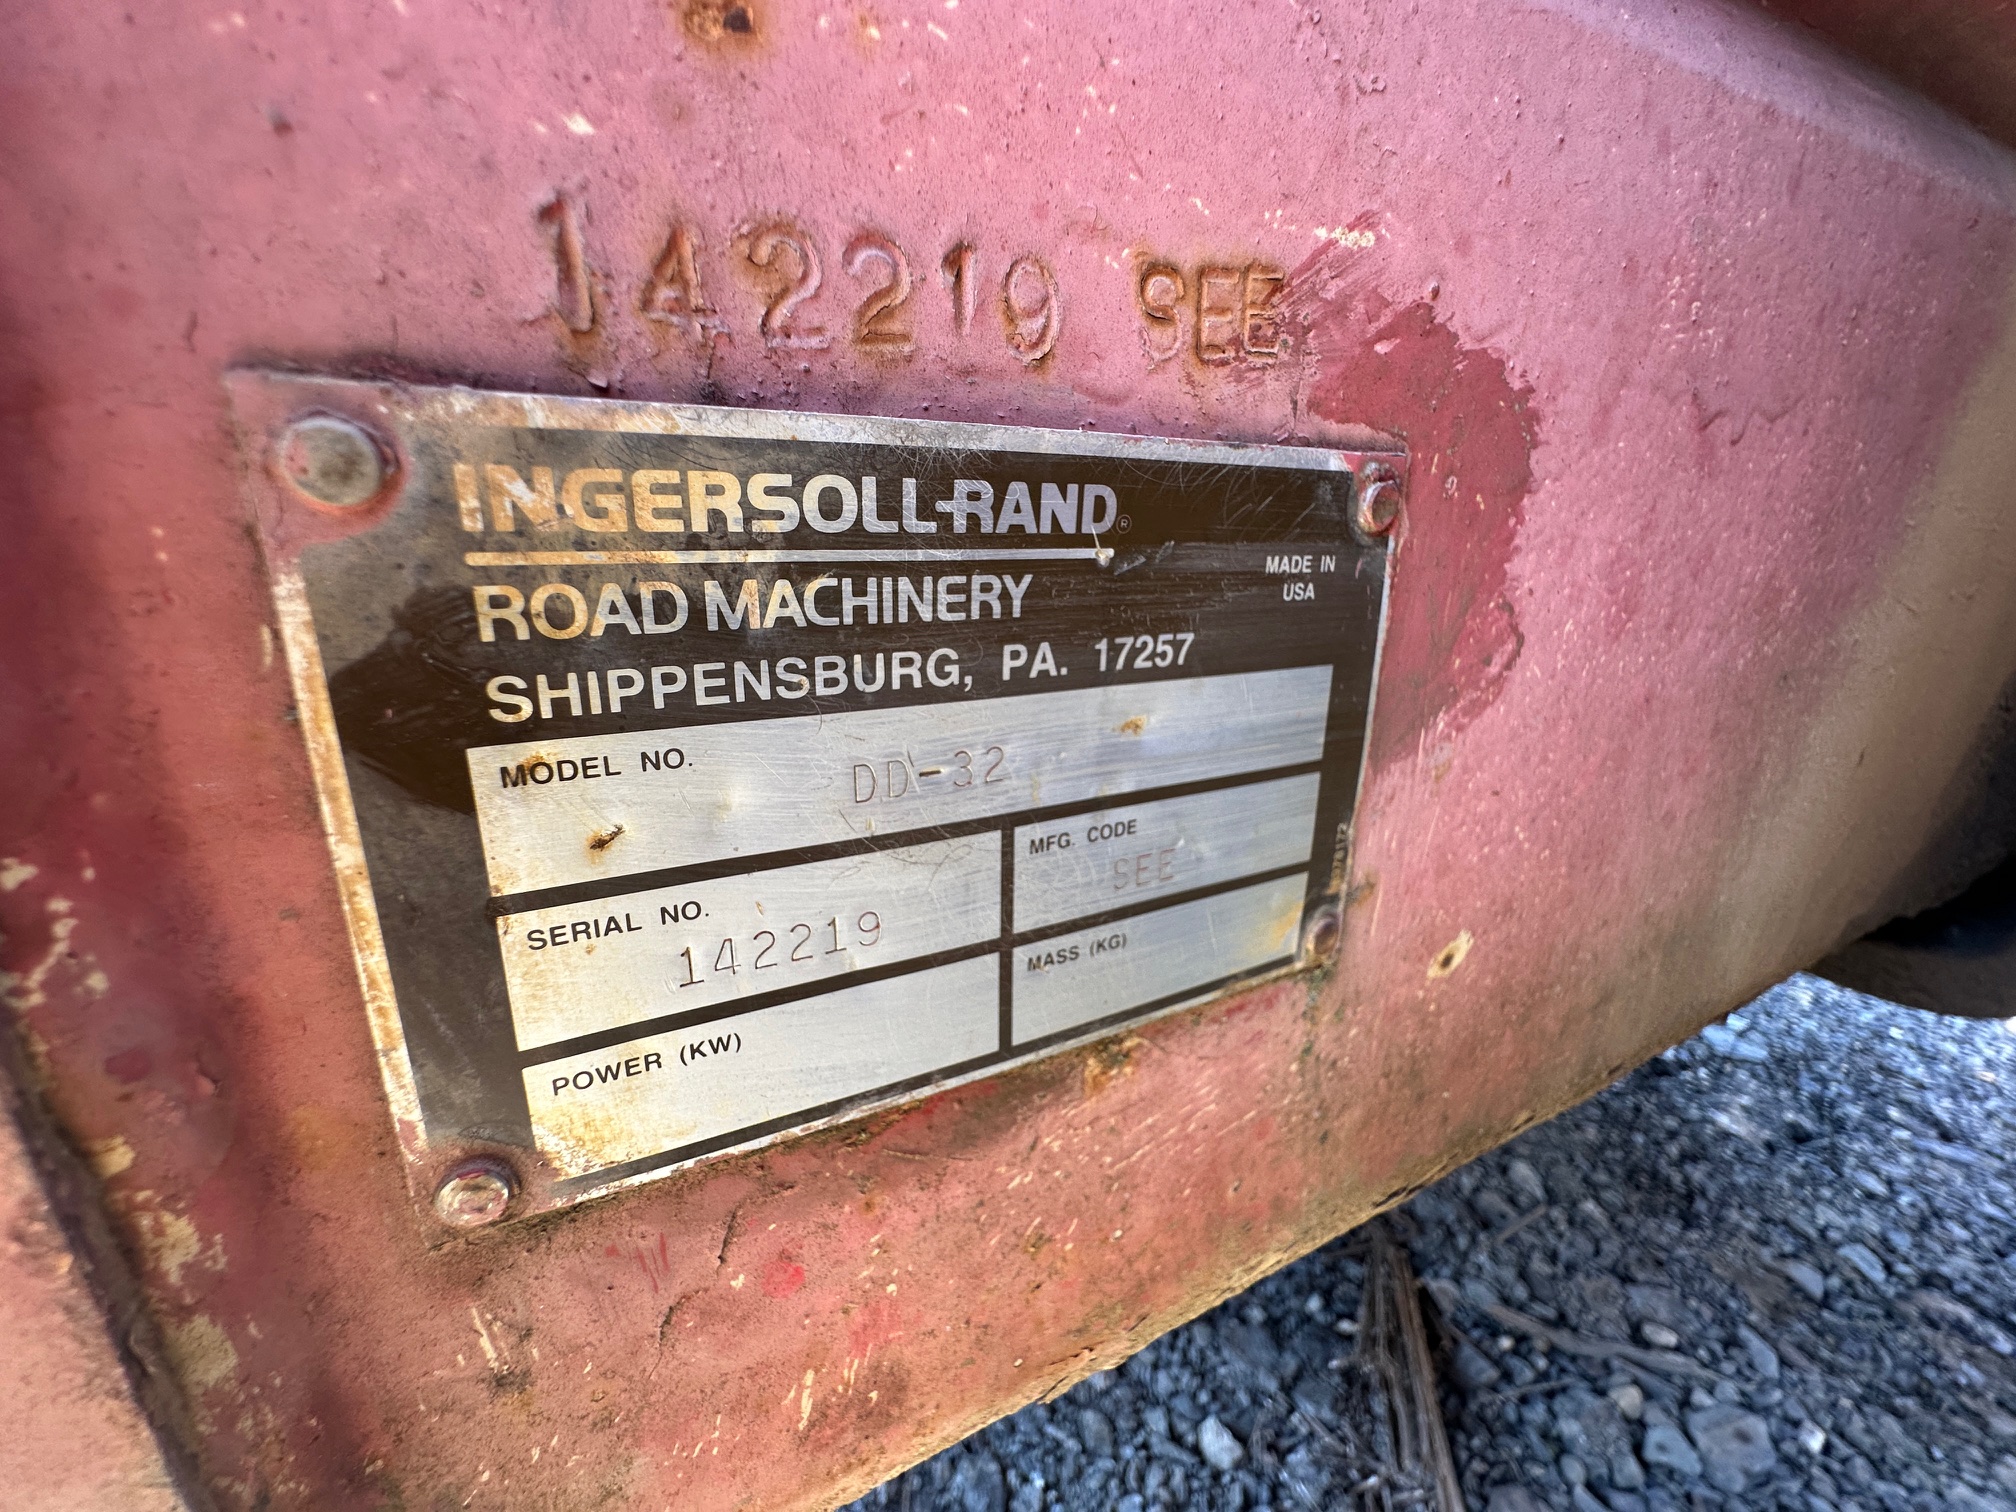 142219 SEE
INGERSOLL-RAND®
MADE IN
USA
ROAD MACHINERY
SHIPPENSBURG, PA. 17257
MODEL NO. DD-32
SERIAL NO. 142219
MFG. CODE SEE
POWER (KW)
MASS (KG)